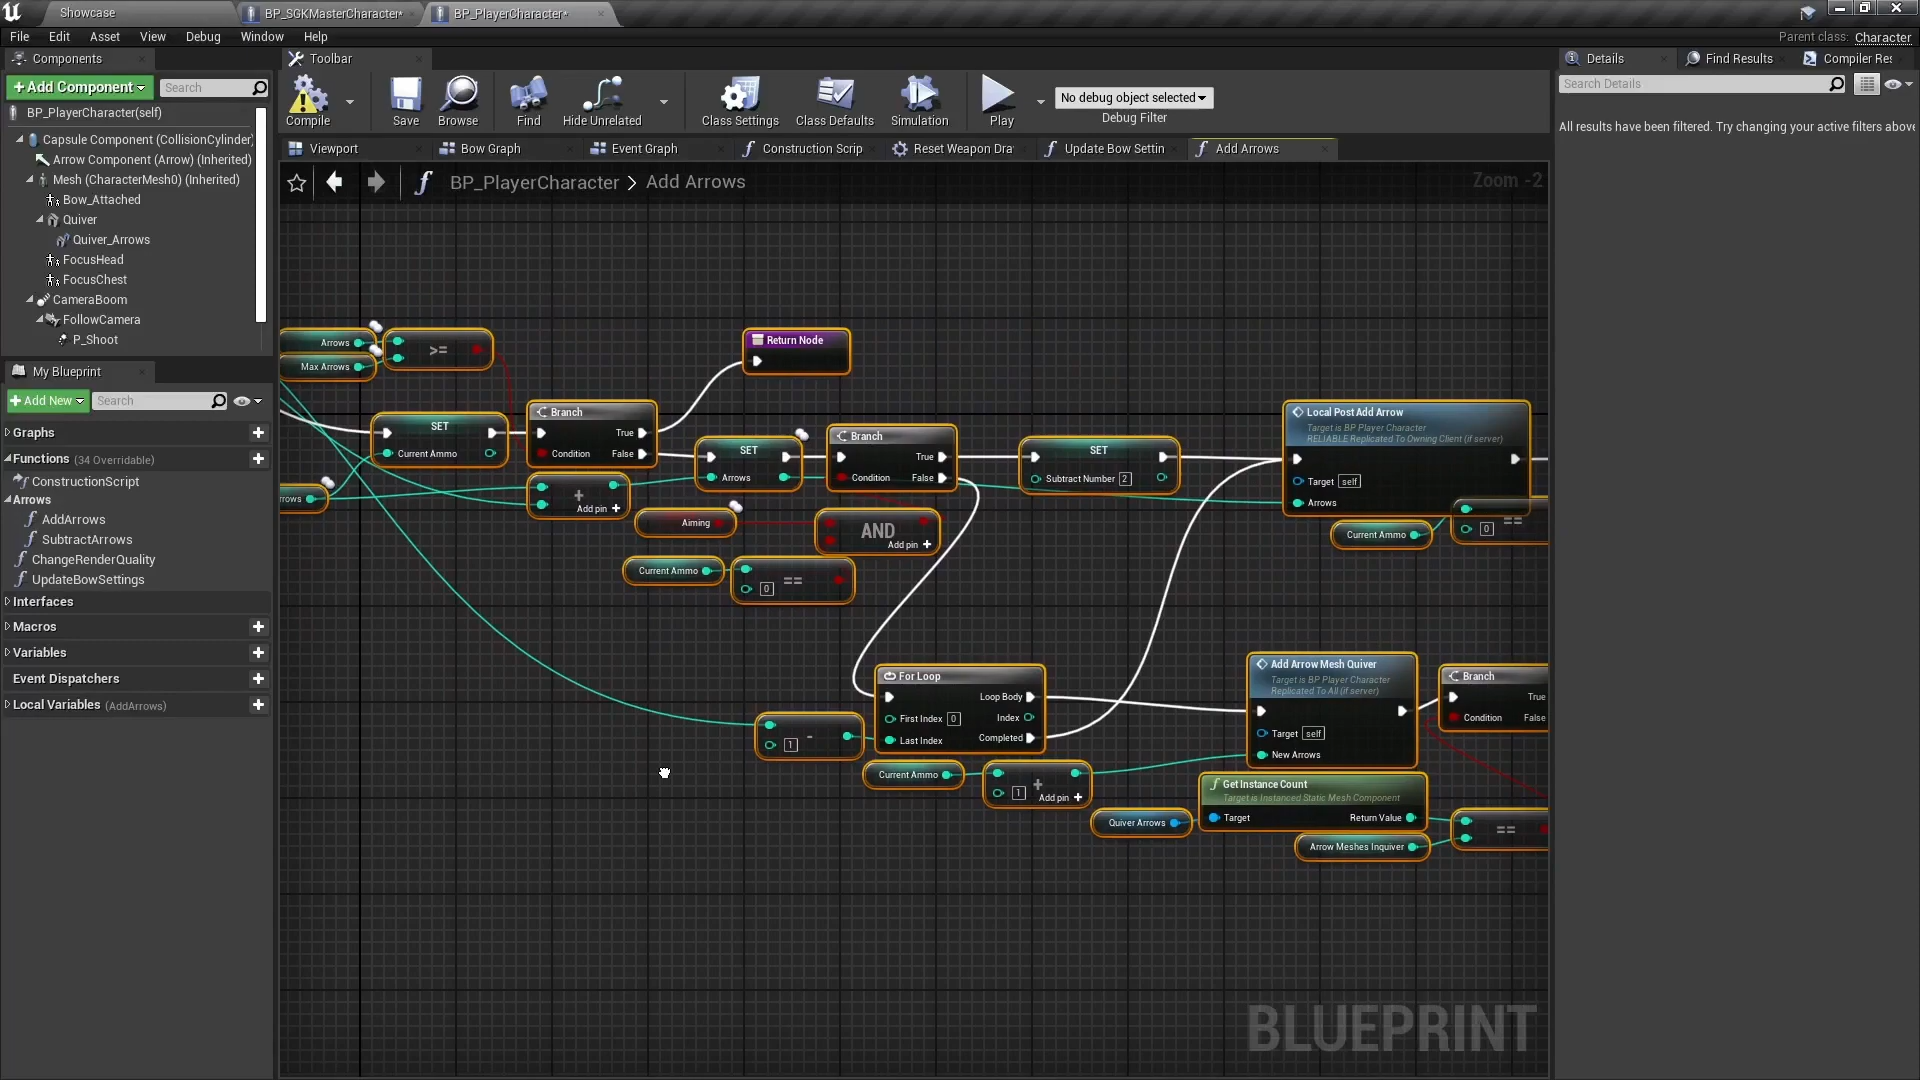 Showcase
BP_SGKMasterCharacter*
BP_PlayerCharacter*
File Edit Asset View Debug Window Help
Parent class: Character
Components
Toolbar
Details
Find Results
Compiler Res
+Add Component
Search
Search Details
BP_PlayerCharacter(self)
Capsule Component (CollisionCylinder)
Arrow Component (Arrow) (Inherited)
Mesh (CharacterMesh0) (Inherited)
Bow_Attached
Quiver
Quiver_Arrows
FocusHead
FocusChest
CameraBoom
FollowCamera
P_Shoot
Compile
Save
Browse
Find
Hide Unrelated
Class Settings
Class Defaults
Simulation
Play
No debug object selected
Debug Filter
All results have been filtered. Try changing your active filters above
Viewport
Bow Graph
Event Graph
Construction Scrip
Reset Weapon Dra
Update Bow Settin
Add Arrows
BP_PlayerCharacter > Add Arrows
Zoom -2
My Blueprint
+Add New
Search
Graphs
Functions (34 Overridable)
ConstructionScript
Arrows
AddArrows
SubtractArrows
ChangeRenderQuality
UpdateBowSettings
Interfaces
Macros
Variables
Event Dispatchers
Local Variables (AddArrows)
Arrows
>=
Max Arrows
Return Node
SET
Current Ammo
Branch
True
Condition
False
rows
+
Add pin +
SET
Arrows
Branch
True
Condition
False
Aiming
AND
Add pin +
Current Ammo
0
==
SET
Subtract Number 2
Local Post Add Arrow
Target is BP Player Character
RELIABLE Replicated To Owning Client (if server)
Target self
Arrows
Current Ammo
0
==
For Loop
Loop Body
First Index 0
Index
Last Index
Completed
1
-
Current Ammo
+
1
Add pin +
Add Arrow Mesh Quiver
Target is BP Player Character
Replicated To All (if server)
Target self
New Arrows
Branch
True
Condition
False
Get Instance Count
Target is Instanced Static Mesh Component
Quiver Arrows
Target
Return Value
Arrow Meshes Inquiver
==
BLUEPRINT